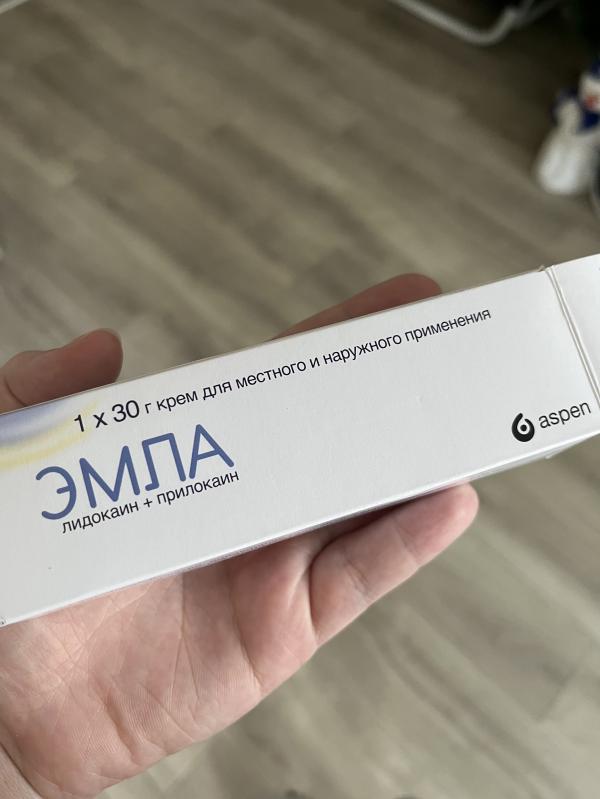 1 x 30 г крем для местного и наружного применения
ЭМЛА
лидокаин + прилокаин
aspen